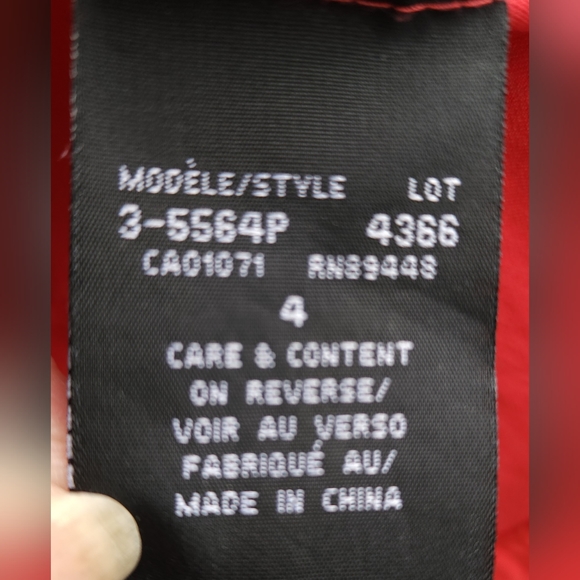 MODÈLE/STYLE LOT
3-5564P 4366
CA01071 RN89448
4
CARE & CONTENT
ON REVERSE/
VOIR AU VERSO
FABRIQUÉ AU/
MADE IN CHINA